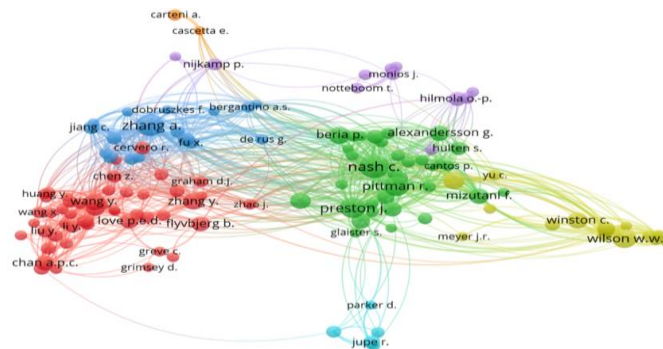 carteni a.
cascetta e.
nijkamp p.
monios j.
notteboom t.
hilmola o.-p.
dobruszkes f.
bergantino a.s.
jiang c.
zhang a.
fu x.
de rus g.
cervero r.
beria p.
alexandersson g.
hulten s.
nash c.
cantos p.
yu c.
chen z.
graham d.j.
pittman r.
mizutani f.
huang y.
wang y.
zhang y.
zhao j.
preston j.
wang x.
love p.e.d.
flyvbjerg b.
winston c.
liu y.
li y.
glaister s.
meyer j.r.
wilson w.w.
chan a.p.c.
greve c.
grimsey d.
parker d.
jupe r.